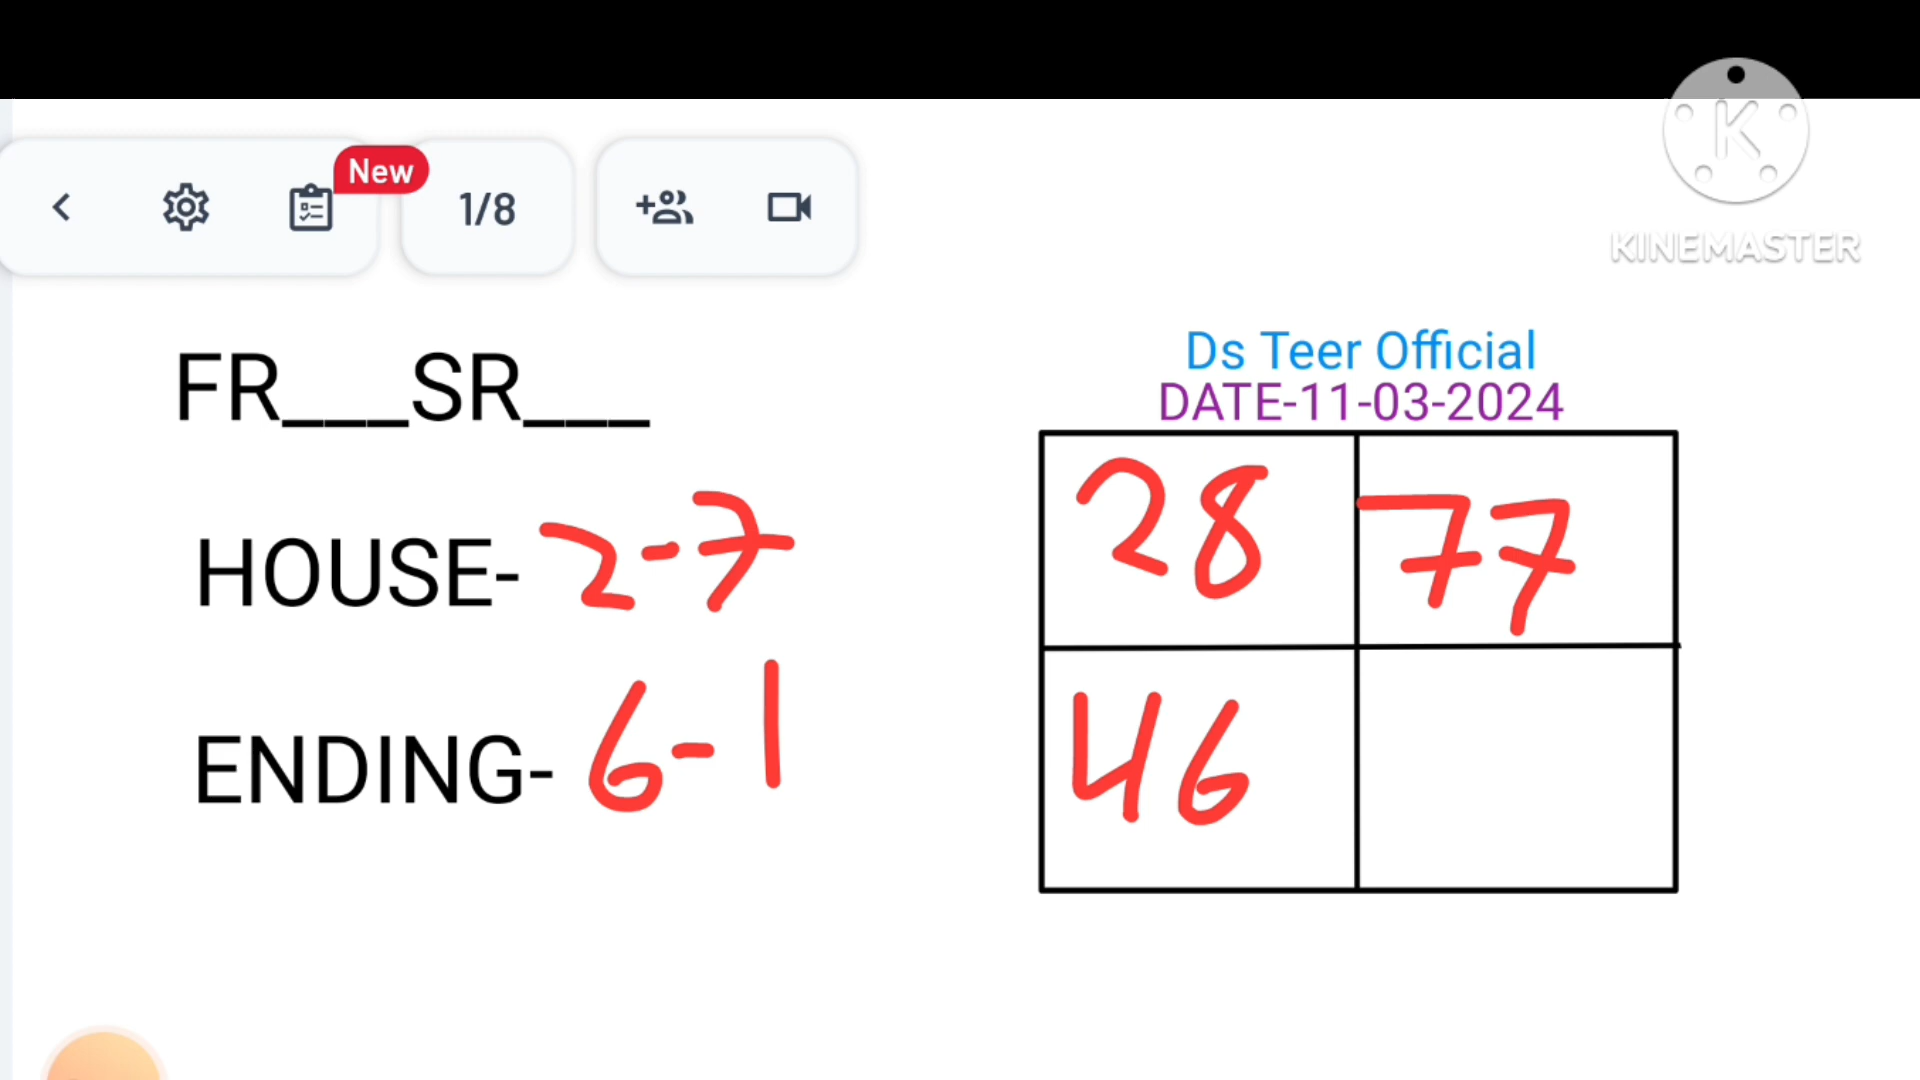 New
1/8
KINEMASTER
FR___SR___
HOUSE- 2-7
ENDING- 6-1
Ds Teer Official
DATE-11-03-2024
28 77
46